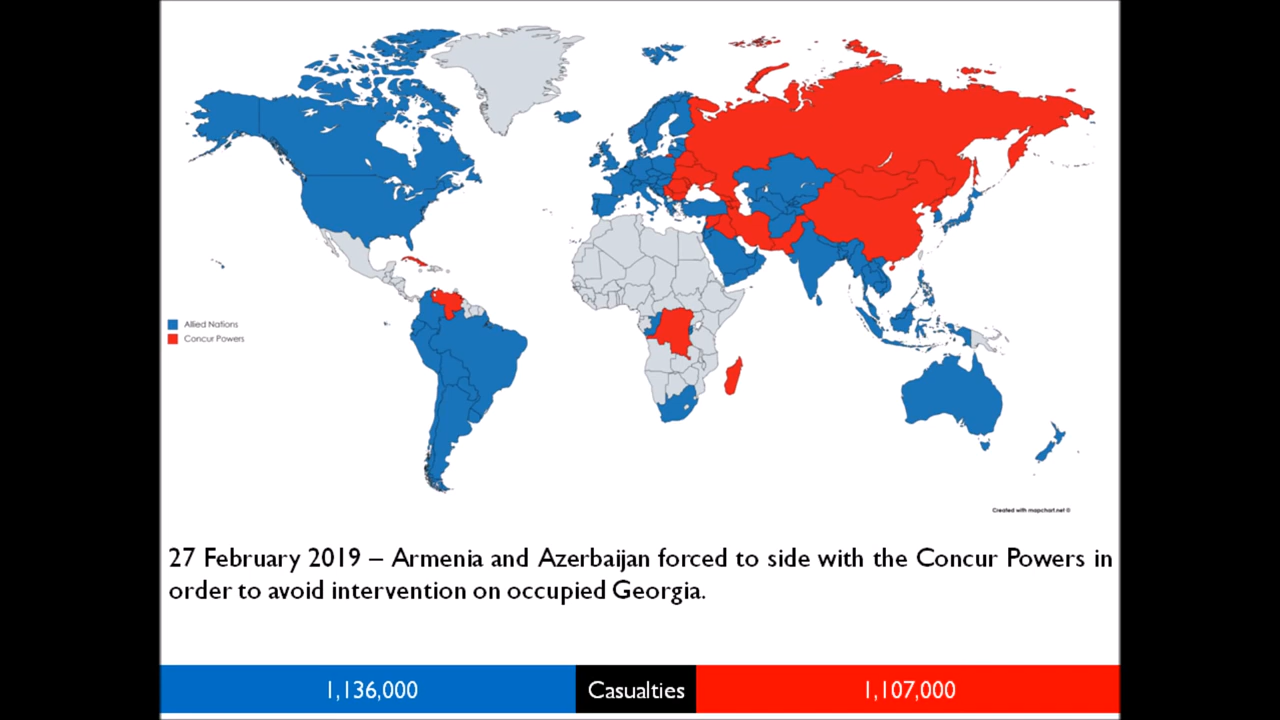 Allied Nations
Concur Powers
Created with mapchart.net ©
27 February 2019 – Armenia and Azerbaijan forced to side with the Concur Powers in
order to avoid intervention on occupied Georgia.
1,136,000 Casualties 1,107,000